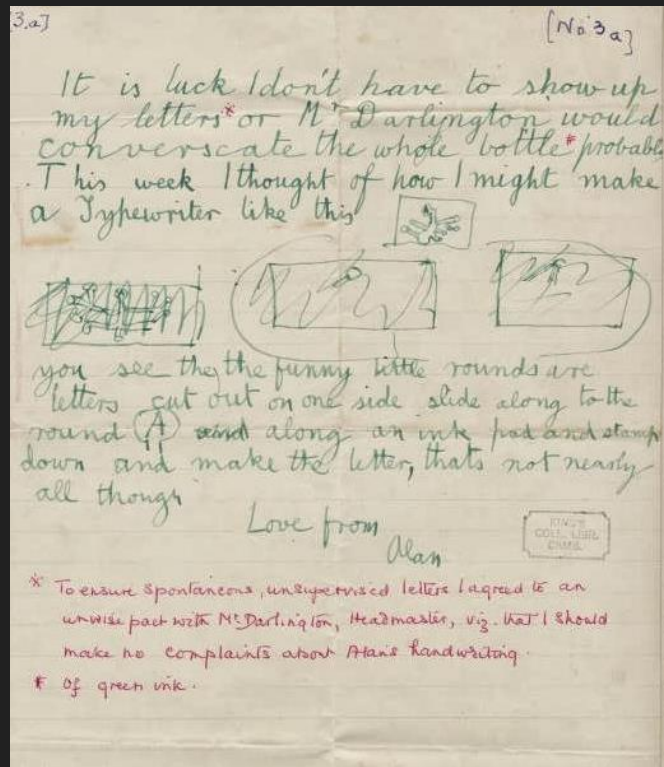 3.a]
[No 3a]
It is luck I don't have to show up
my letters* or Mr Darlington would
converscate the whole bottle* probabl
This week I thought of how I might make
a Typewriter like this
you see the the funny little rounds are
letters cut out on one side slide along to the
round A along an ink pad and stamp
down and make the letter, thats not nearly
all though
Love from
Alan
KING'S
COLL. LIBR.
CAMB.
* To ensure spontaneous, unsupervised letters I agreed to an
unwise pact with Mr Darlington, Headmaster, viz. that I should
make no complaints about Alan's handwriting.
* Of green ink.